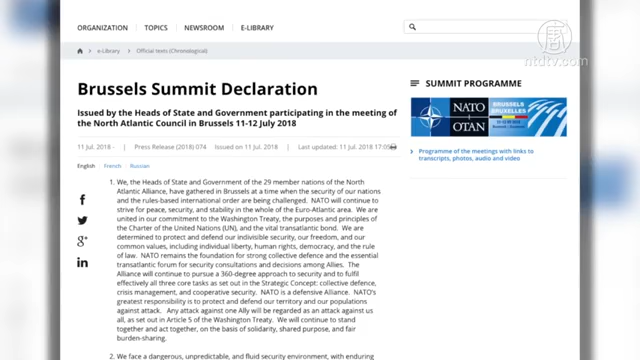 ORGANIZATION TOPICS NEWSROOM E-LIBRARY
唐
ntdtv.com
e-Library Official texts (Chronological)
Brussels Summit Declaration
Issued by the Heads of State and Government participating in the meeting of
the North Atlantic Council in Brussels 11-12 July 2018
11 Jul. 2018 - | Press Release (2018) 074 Issued on 11 Jul. 2018 | Last updated: 11 Jul. 2018 17:05
English French Russian
1. We, the Heads of State and Government of the 29 member nations of the North
Atlantic Alliance, have gathered in Brussels at a time when the security of our nations
and the rules-based international order are being challenged. NATO will continue to
strive for peace, security, and stability in the whole of the Euro-Atlantic area. We are
united in our commitment to the Washington Treaty, the purposes and principles of
the Charter of the United Nations (UN), and the vital transatlantic bond. We are
determined to protect and defend our indivisible security, our freedom, and our
common values, including individual liberty, human rights, democracy, and the rule
of law. NATO remains the foundation for strong collective defence and the essential
transatlantic forum for security consultations and decisions among Allies. The
Alliance will continue to pursue a 360-degree approach to security and to fulfil
effectively all three core tasks as set out in the Strategic Concept: collective defence,
crisis management, and cooperative security. NATO is a defensive Alliance. NATO's
greatest responsibility is to protect and defend our territory and our populations
against attack. Any attack against one Ally will be regarded as an attack against us
all, as set out in Article 5 of the Washington Treaty. We will continue to stand
together and act together, on the basis of solidarity, shared purpose, and fair
burden-sharing.
2. We face a dangerous, unpredictable, and fluid security environment, with enduring
SUMMIT PROGRAMME
NATO
OTAN
BRUSSELS
BRUXELLES
Programme of the meetings with links to
transcripts, photos, audio and video